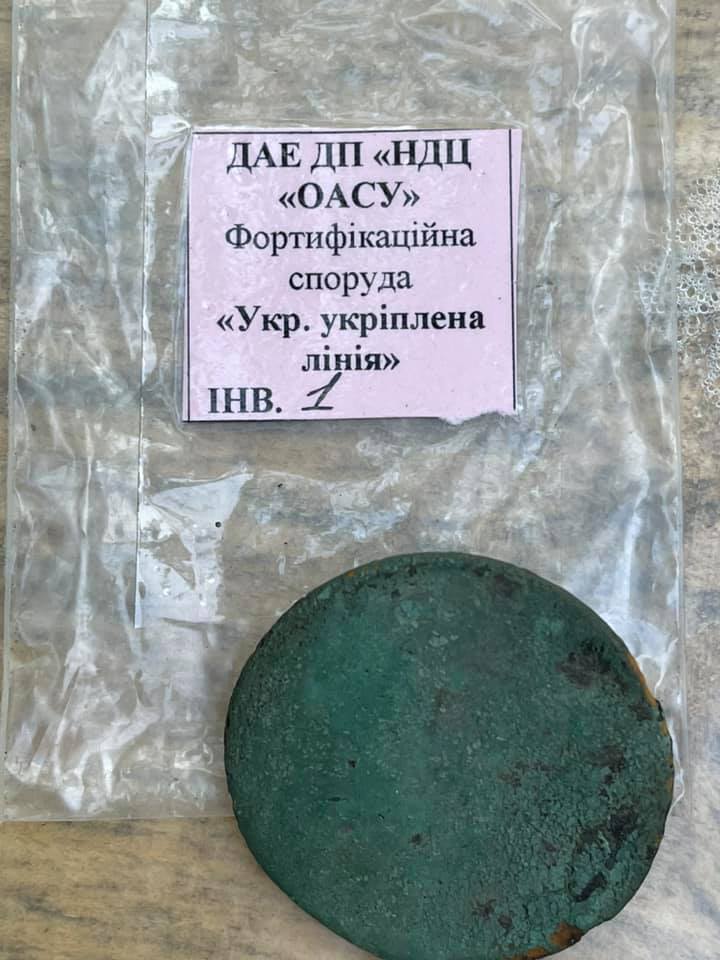 ДАЕ ДП «НДЦ
«ОАСУ»
Фортифікаційна
споруда
«Укр. укріплена
лінія»
ІНВ. 1